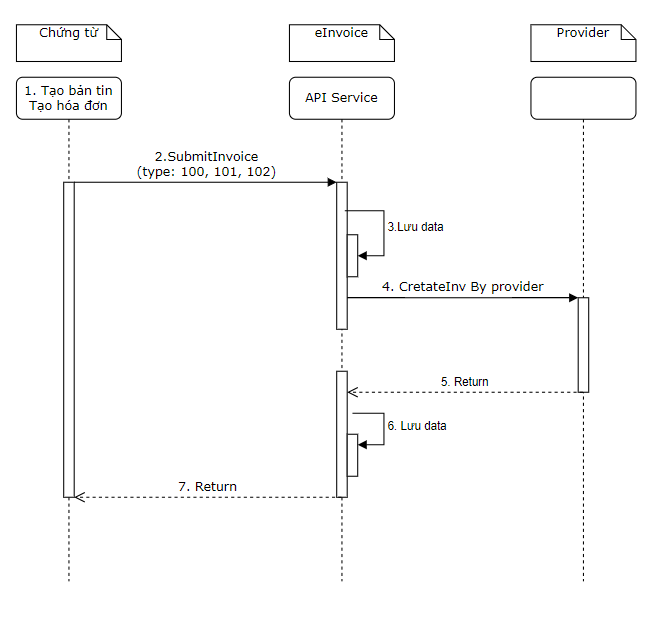 Chứng từ
eInvoice
Provider
1. Tạo bản tin
Tạo hóa đơn
API Service
2.SubmitInvoice
(type: 100, 101, 102)
3.Lưu data
4. CretateInv By provider
5. Return
6. Lưu data
7. Return